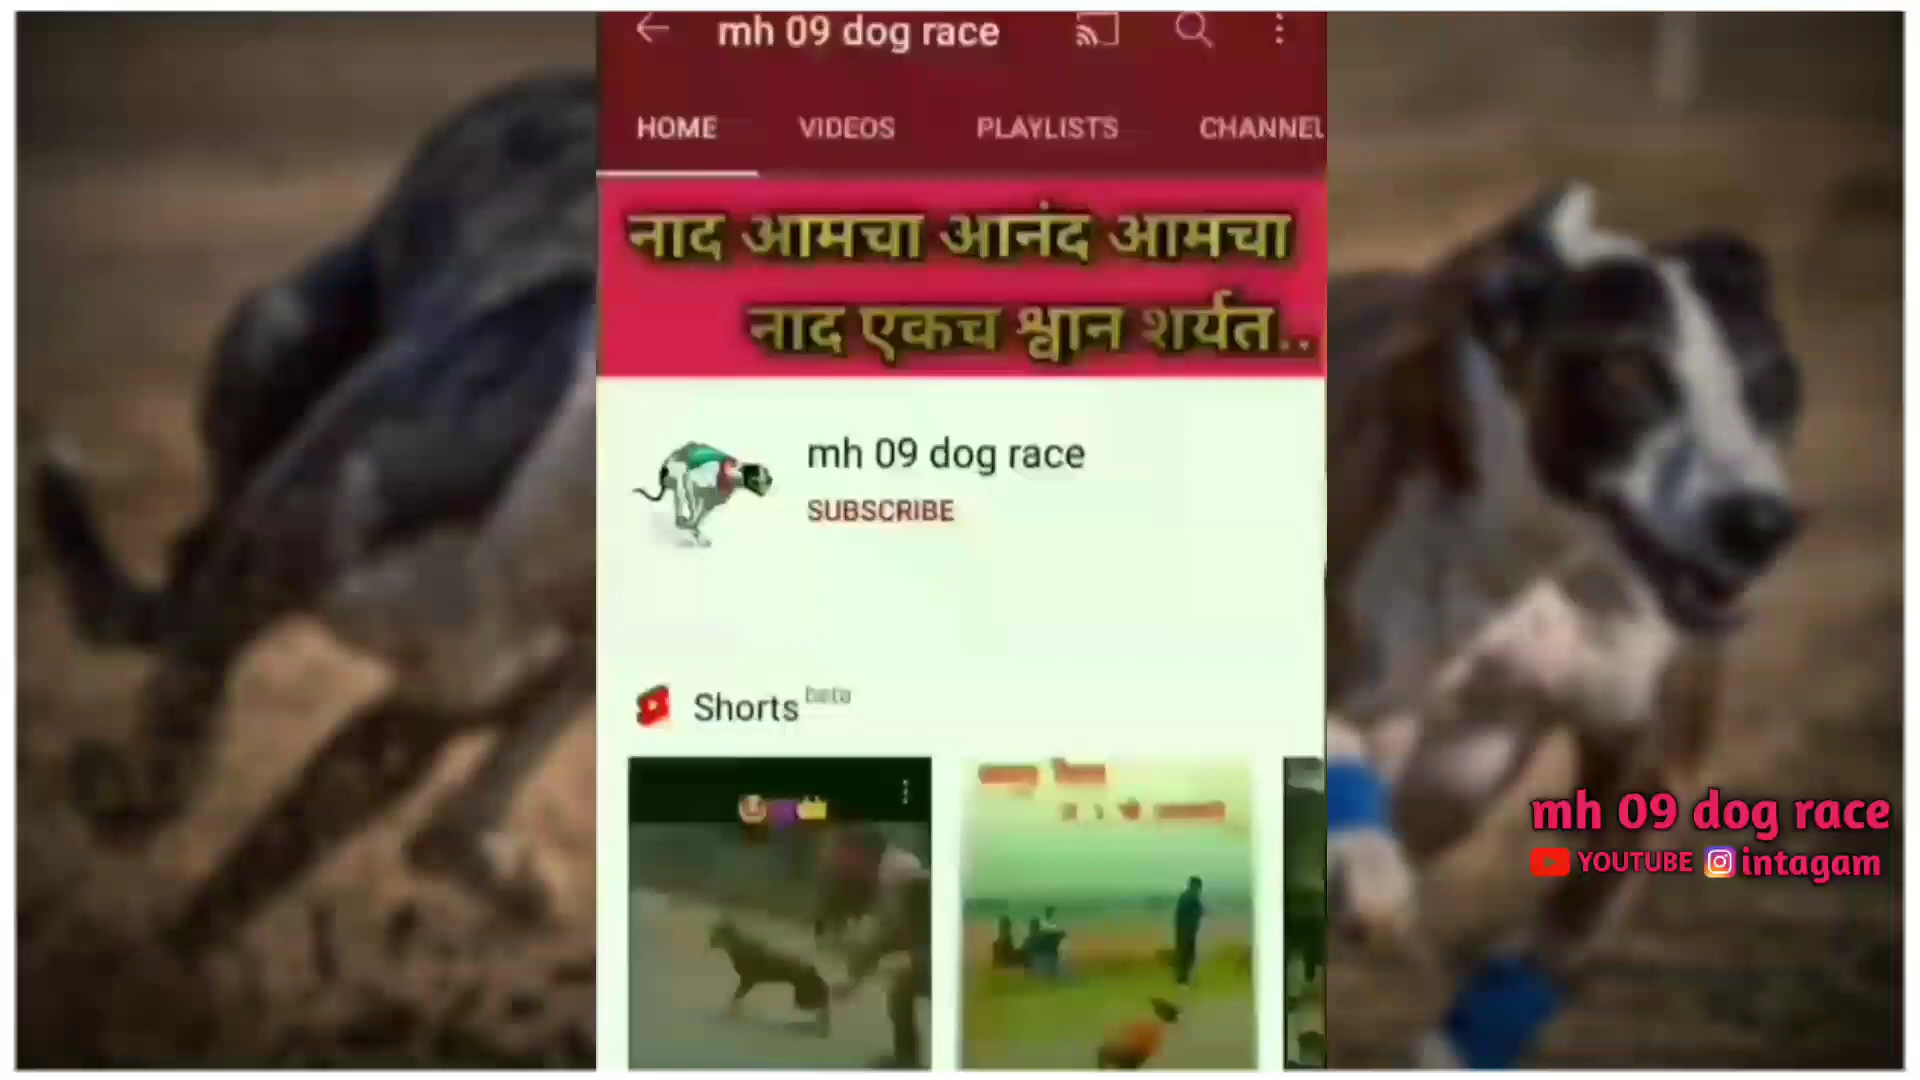 mh 09 dog race
HOME VIDEOS PLAYLISTS CHANNEL
नाद आमचा आनंद आमचा
नाद एकच श्वान शर्यत..
mh 09 dog race
SUBSCRIBE
Shorts beta
mh 09 dog race
YOUTUBE intagam